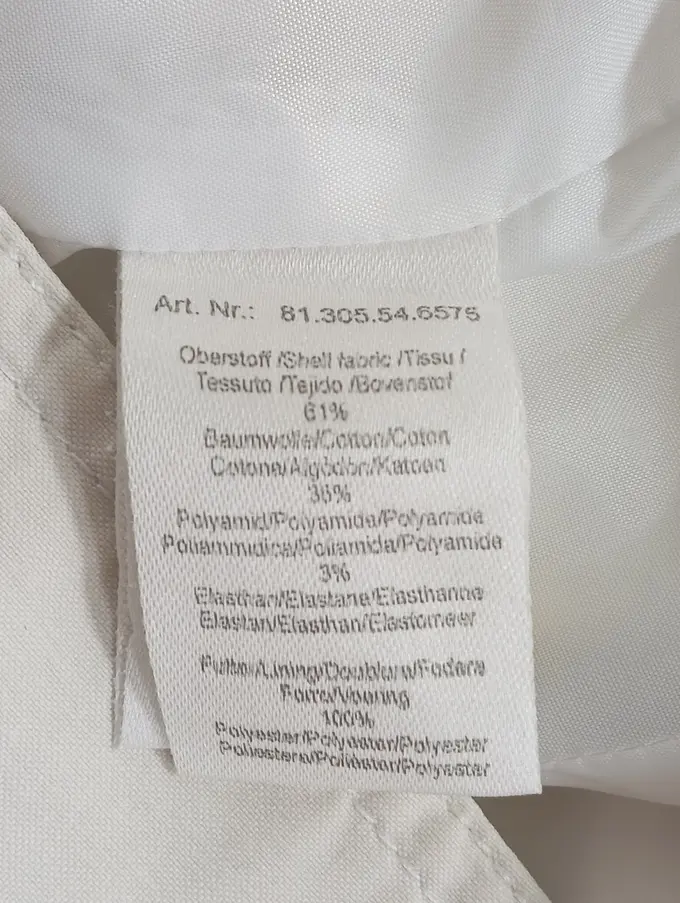 Art. Nr.: 81.305.54.6575
Oberstoff /Shell fabric /Tissu /
Tessuto /Tejido /Bovenstof
61%
Baumwolle/Cotton/Coton
Cotone/Algodón/Katoen
36%
Polyamid/Polyamide/Polyamide
Poliammidica/Poliamida/Polyamide
3%
Elasthan/Elastane/Elasthanne
Elastan/Elasthan/Elastomeer
Futter/Lining/Doublure/Fodera
Forro/Voering
100%
Polyester/Polyester/Polyester
Poliestere/Poliéster/Polyester